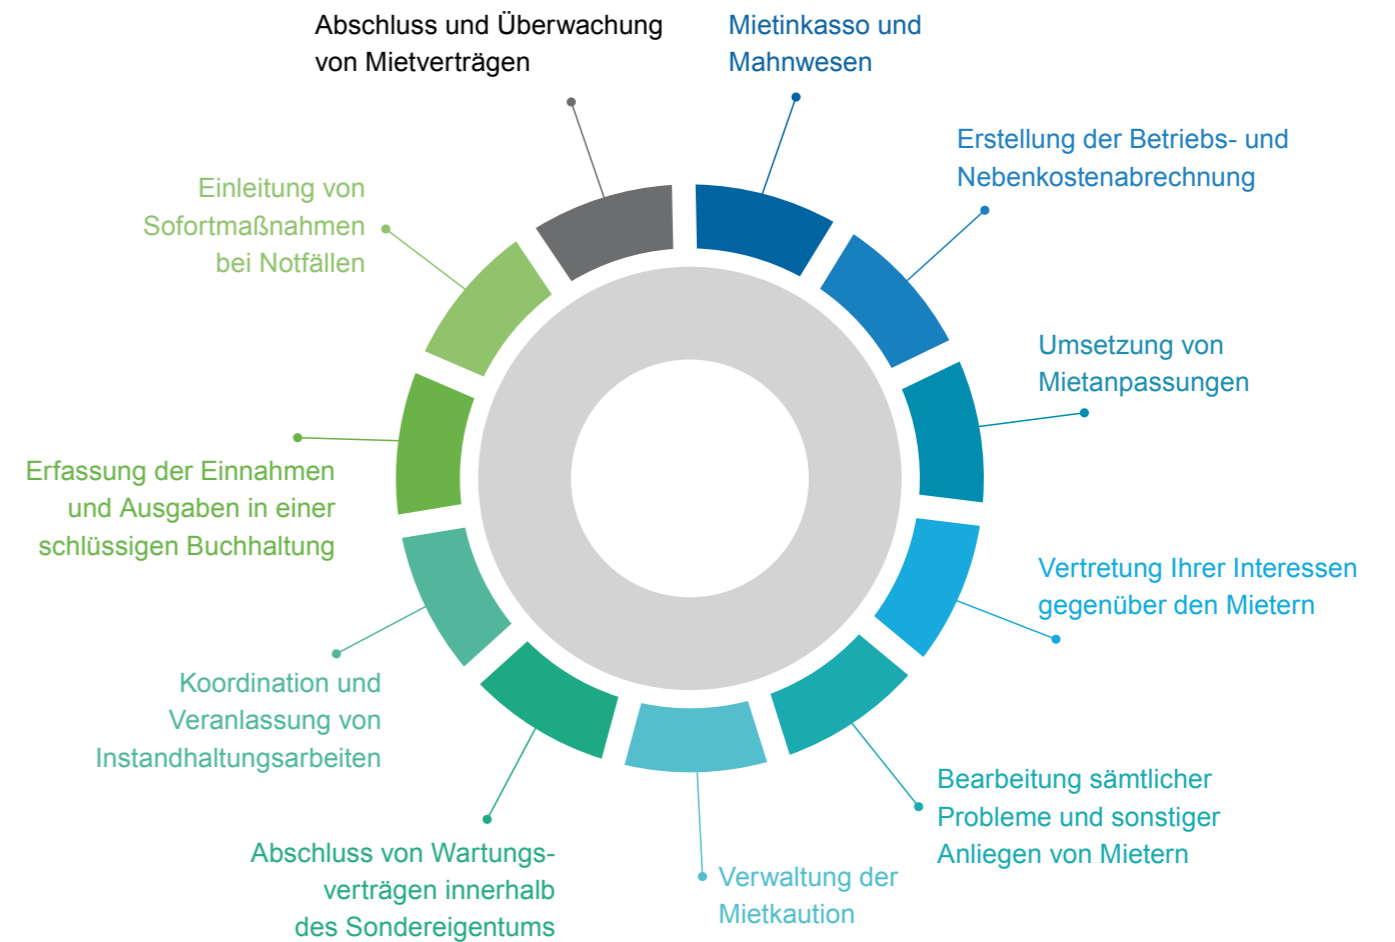 Abschluss und Überwachung
von Mietverträgen
Mietinkasso und
Mahnwesen
Erstellung der Betriebs- und
Nebenkostenabrechnung
Umsetzung von
Mietanpassungen
Vertretung Ihrer Interessen
gegenüber den Mietern
Bearbeitung sämtlicher
Probleme und sonstiger
Anliegen von Mietern
Verwaltung der
Mietkaution
Abschluss von Wartungs-
verträgen innerhalb
des Sondereigentums
Koordination und
Veranlassung von
Instandhaltungsarbeiten
Erfassung der Einnahmen
und Ausgaben in einer
schlüssigen Buchhaltung
Einleitung von
Sofortmaßnahmen
bei Notfällen